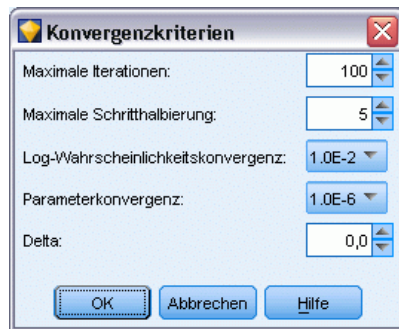 Konvergenzkriterien
Maximale Iterationen: 100
Maximale Schritthalbierung: 5
Log-Wahrscheinlichkeitskonvergenz: 1.0E-2
Parameterkonvergenz: 1.0E-6
Delta: 0,0
OK Abbrechen Hilfe